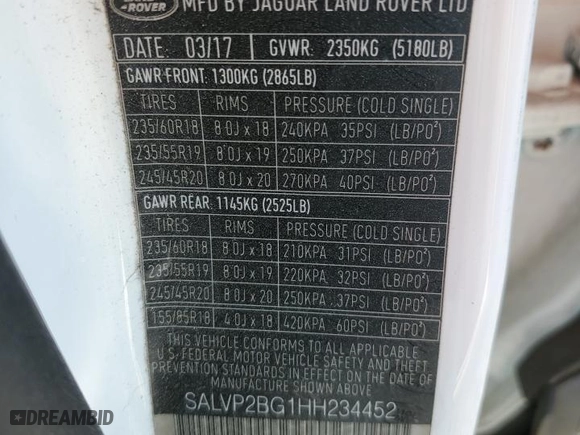 ROVER
MFD BY JAGUAR LAND ROVER LTD
DATE: 03/17 GVWR: 2350KG (5180LB)
GAWR FRONT: 1300KG (2865LB)
TIRES RIMS PRESSURE (COLD SINGLE)
235/60R18 8.0J x 18 240KPA 35PSI (LB/PO²)
235/55R19 8.0J x 19 250KPA 37PSI (LB/PO²)
245/45R20 8.0J x 20 270KPA 40PSI (LB/PO²)
GAWR REAR: 1145KG (2525LB)
TIRES RIMS PRESSURE (COLD SINGLE)
235/60R18 8.0J x 18 210KPA 31PSI (LB/PO²)
235/55R19 8.0J x 19 220KPA 32PSI (LB/PO²)
245/45R20 8.0J x 20 250KPA 37PSI (LB/PO²)
155/85R18 4.0J x 18 420KPA 60PSI (LB/PO²)
THIS VEHICLE CONFORMS TO ALL APPLICABLE
U.S. FEDERAL MOTOR VEHICLE SAFETY AND THEFT
PREVENTION STANDARDS IN EFFECT ON THE DATE OF
MANUFACTURE SHOWN ABOVE.
SALVP2BG1HH234452
Dealership.com